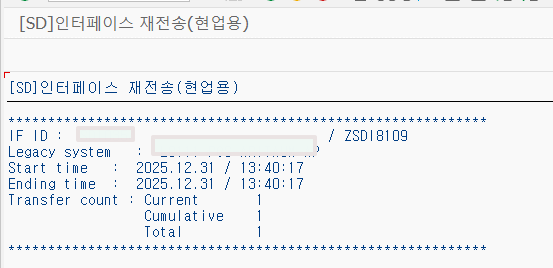 [SD]인터페이스 재전송(현업용)
[SD]인터페이스 재전송(현업용)
************************************************************
IF ID : / ZSDI8109
Legacy system :
Start time : 2025.12.31 / 13:40:17
Ending time : 2025.12.31 / 13:40:17
Transfer count : Current 1
Cumulative 1
Total 1
************************************************************